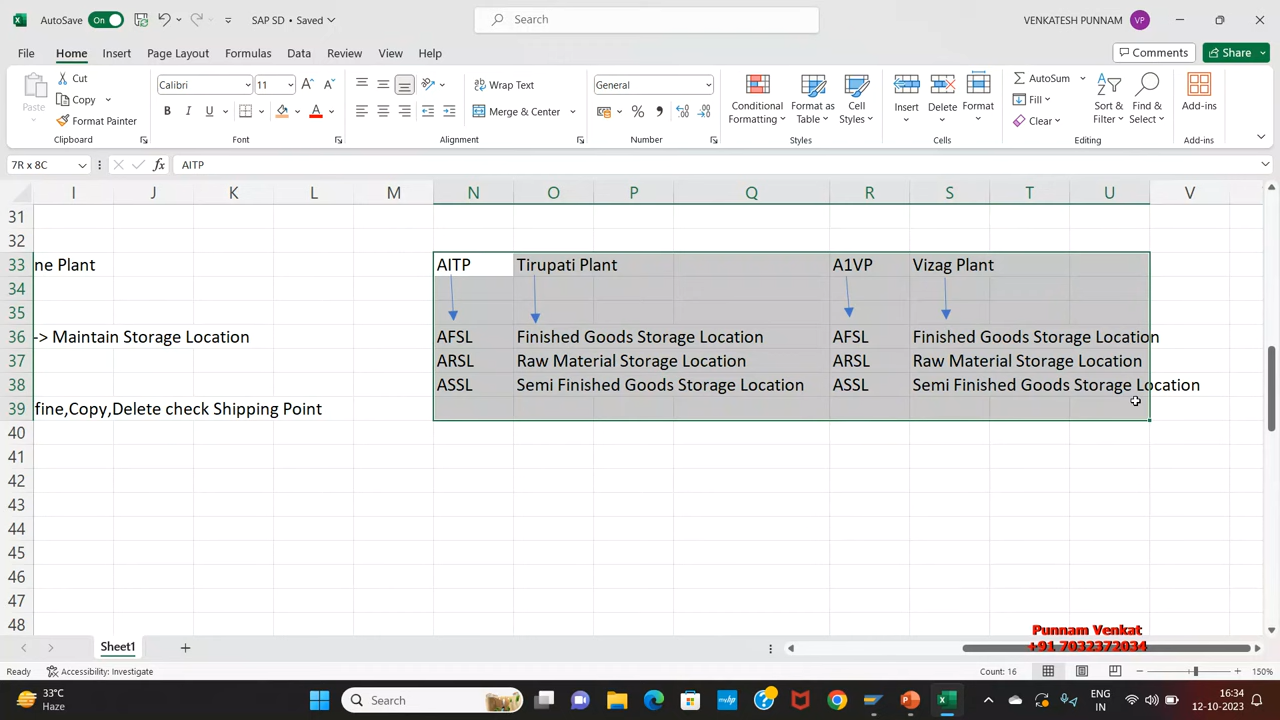 AutoSave On SAP SD • Saved Search VENKATESH PUNNAM VP
File Home Insert Page Layout Formulas Data Review View Help Comments Share
Paste Cut Copy Format Painter Clipboard
Calibri 11 A A B I U A Font
Wrap Text Merge & Center Alignment
General % , Number
Conditional Formatting Format as Table Cell Styles Styles
Insert Delete Format Cells
AutoSum Fill Clear Sort & Filter Find & Select Editing
Add-ins Add-ins
7R x 8C fx AITP
I J K L M N O P Q R S T U V
31
32
33 ne Plant AITP Tirupati Plant A1VP Vizag Plant
34
35
36 -> Maintain Storage Location AFSL Finished Goods Storage Location AFSL Finished Goods Storage Location
37 ARSL Raw Material Storage Location ARSL Raw Material Storage Location
38 ASSL Semi Finished Goods Storage Location ASSL Semi Finished Goods Storage Location
39 fine,Copy,Delete check Shipping Point
40
41
42
43
44
45
46
47
48
Sheet1
Punnam Venkat
+91 7032372034
Ready Accessibility: Investigate Count: 16 150%
33°C Haze Search ENG IN 16:34 12-10-2023